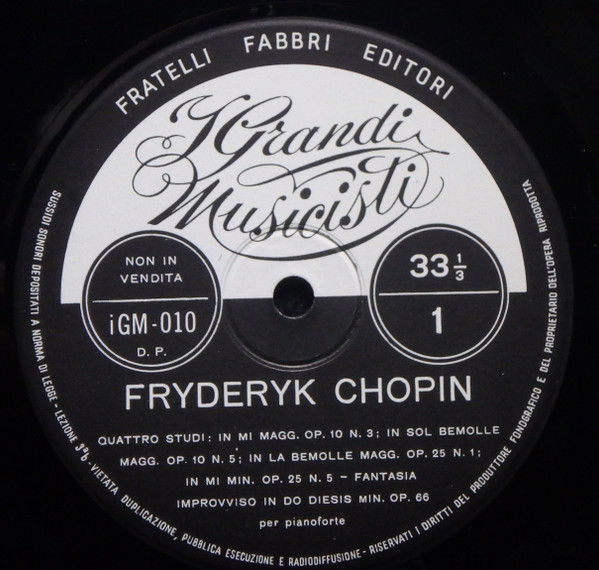 FRATELLI FABBRI EDITORI
I Grandi
Musicisti
NON IN
VENDITA
iGM-010
D. P.
33 1/3
1
FRYDERYK CHOPIN
QUATTRO STUDI: IN MI MAGG. OP. 10 N. 3; IN SOL BEMOLLE
MAGG. OP. 10 N. 5; IN LA BEMOLLE MAGG. OP. 25 N. 1;
IN MI MIN. OP. 25 N. 5 – FANTASIA
IMPROVVISO IN DO DIESIS MIN. OP. 66
per pianoforte
SUSSIDI SONORI DEPOSITATI A NORMA DI LEGGE - LEZIONE 3ª D - VIETATA DUPLICAZIONE, PUBBLICA ESECUZIONE E RADIODIFFUSIONE - RISERVATI I DIRITTI DEL PRODUTTORE FONOGRAFICO E DEL PROPRIETARIO DELL'OPERA RIPRODOTTA